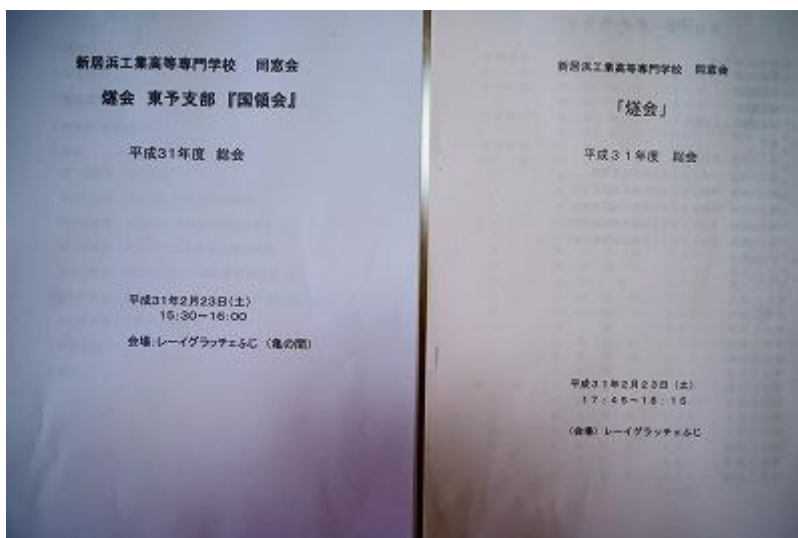 新居浜工業高等専門学校 同窓会
燧会 東予支部 『国領会』
平成31年度 総会
平成31年2月23日(土)
15:30~16:00
会場:レーイグラッチェふじ (亀の間)
新居浜工業高等専門学校 同窓会
「燧会」
平成31年度 総会
平成31年2月23日 (土)
17:45~18:15
(会場) レーイグラッチェふじ